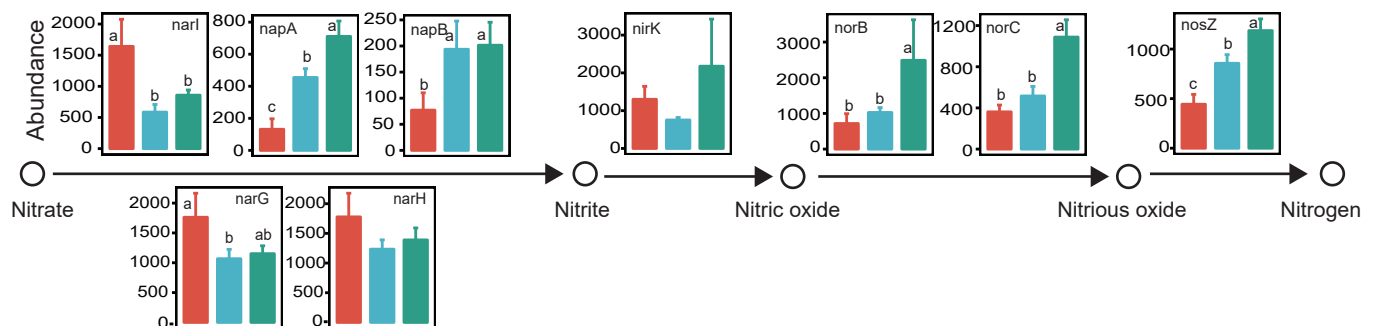 Abundance
2000
1500
1000
500
0
narI
a
b
b
800
600
400
200
0
napA
c
b
a
250
200
150
100
50
0
napB
b
a
a
3000
2000
1000
0
nirK
3000
2000
1000
0
norB
b
b
a
1200
800
400
0
norC
b
b
a
1000
500
0
nosZ
c
b
a
Nitrate
Nitrite
Nitric oxide
Nitrious oxide
Nitrogen
2000
1500
1000
500
0
narG
a
b
ab
2000
1500
1000
500
0
narH